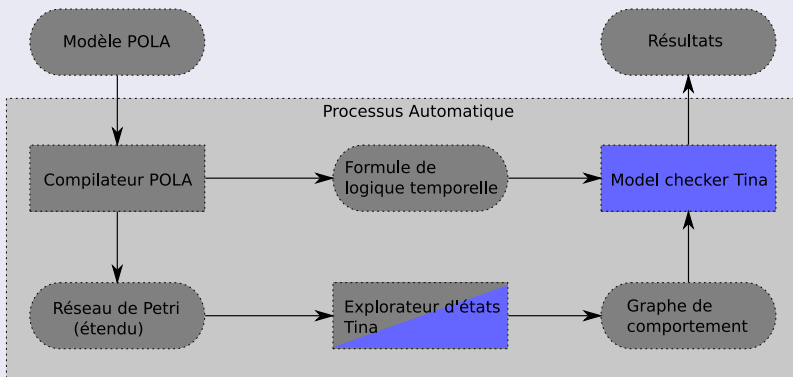 Modèle POLA
Résultats
Processus Automatique
Compilateur POLA
Formule de
logique temporelle
Model checker Tina
Réseau de Petri
(étendu)
Explorateur d'états
Tina
Graphe de
comportement